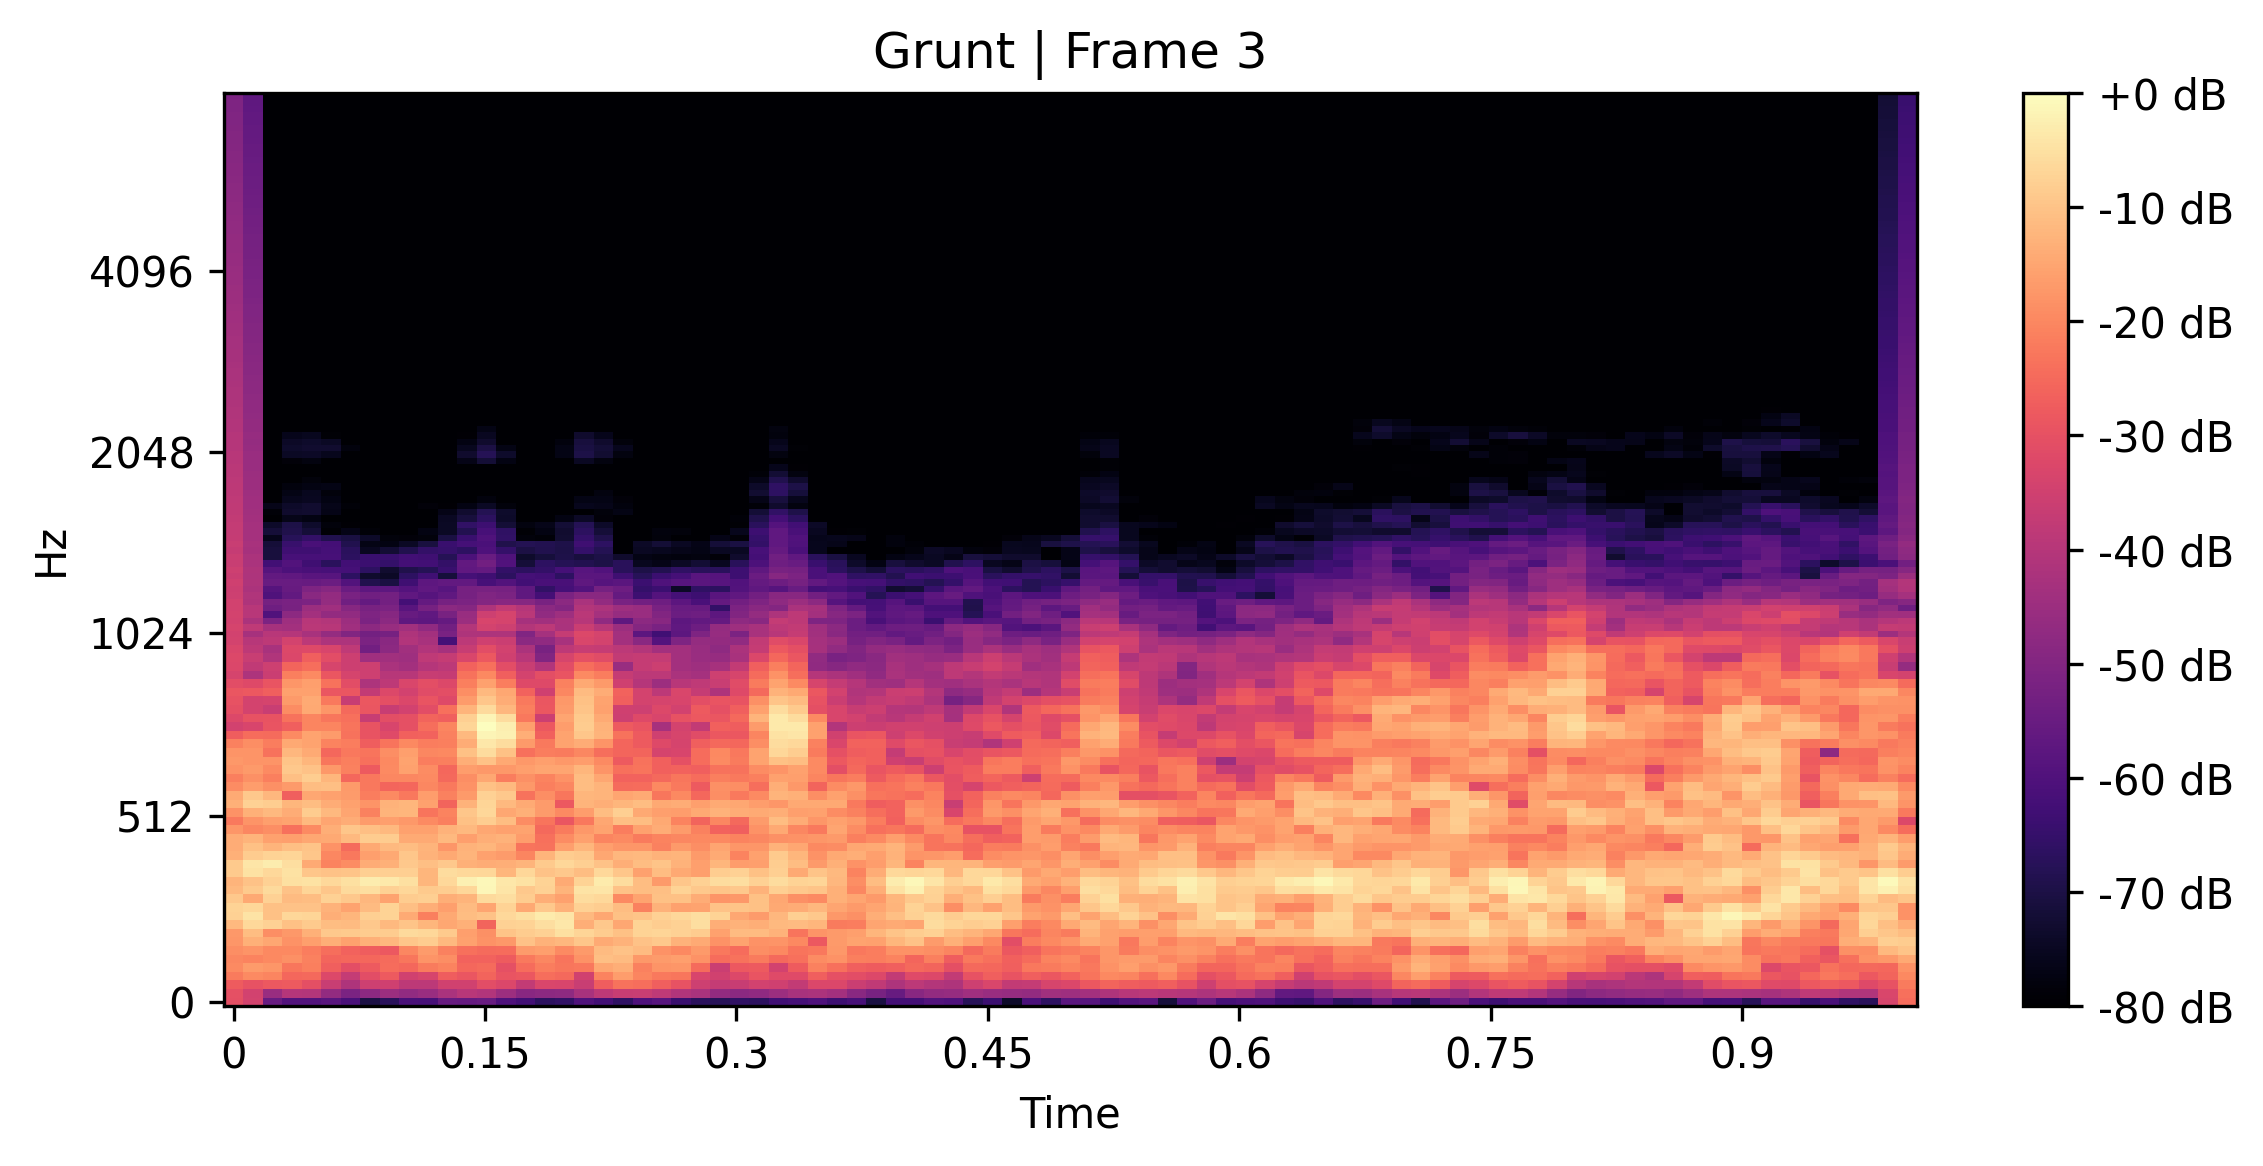 Grunt | Frame 3
Hz
4096
2048
1024
512
0
0
0.15
0.3
0.45
0.6
0.75
0.9
Time
+0 dB
-10 dB
-20 dB
-30 dB
-40 dB
-50 dB
-60 dB
-70 dB
-80 dB